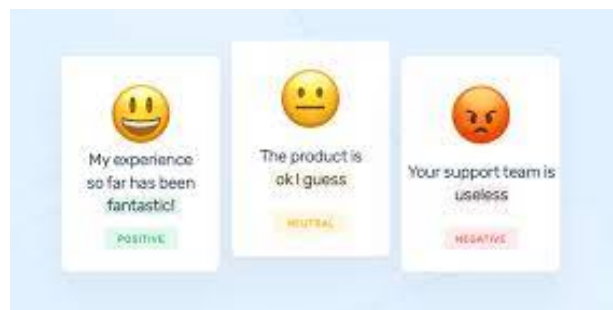 My experience
so far has been
fantastic!
POSITIVE
The product is
ok I guess
NEUTRAL
Your support team is
useless
NEGATIVE